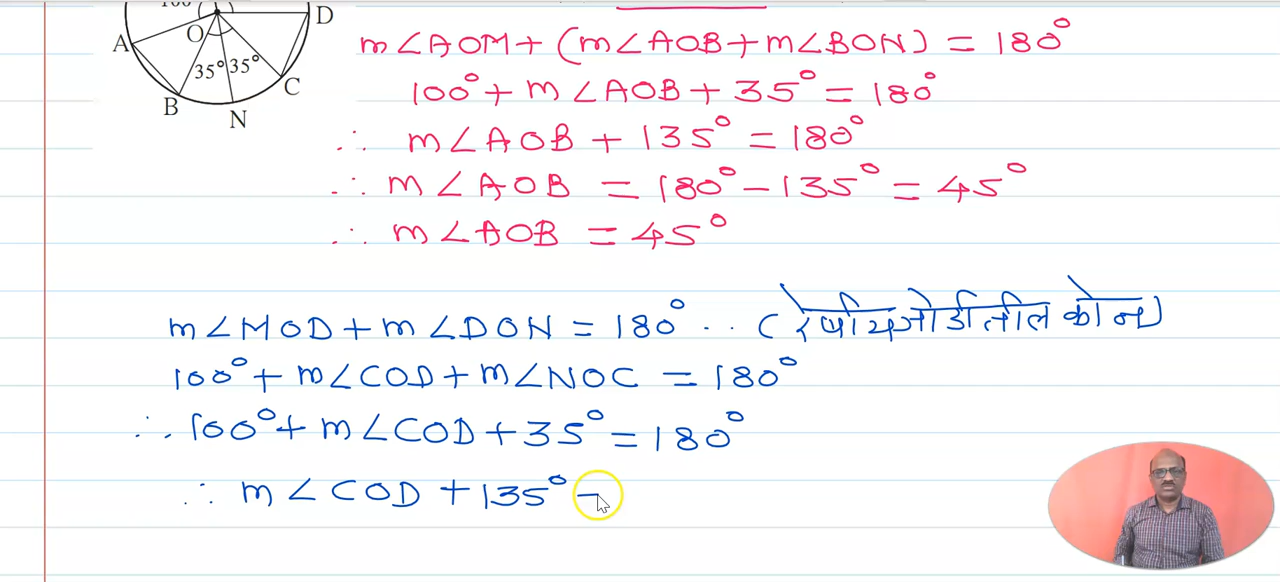 D
A
O
35° 35°
B
C
N
m∠AOM + (m∠AOB + m∠BON) = 180°
100° + m∠AOB + 35° = 180°
∴ m∠AOB + 135° = 180°
∴ m∠AOB = 180° - 135° = 45°
∴ m∠AOB = 45°
m∠MOD + m∠DON = 180° .. (रेषीय जोडीतील कोन)
100° + m∠COD + m∠NOC = 180°
∴ 100° + m∠COD + 35° = 180°
∴ m∠COD + 135° -